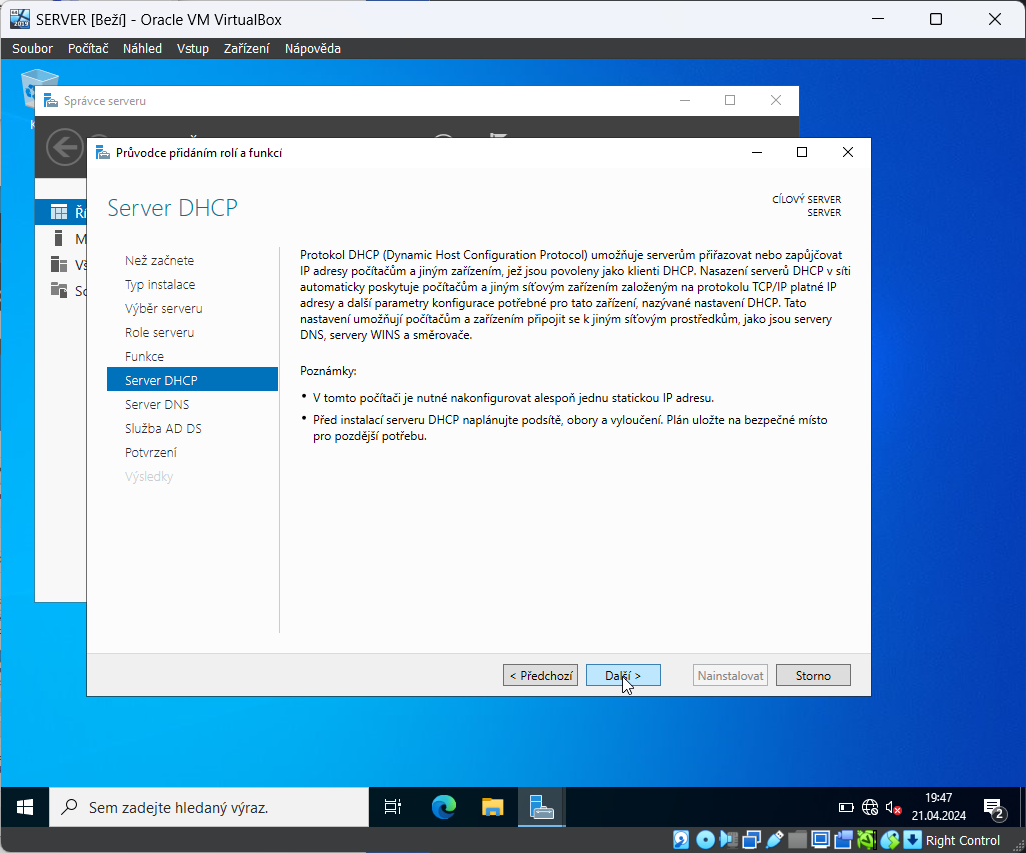 SERVER [Beží] - Oracle VM VirtualBox
Soubor Počítač Náhled Vstup Zařízení Nápověda
Správce serveru
Průvodce přidáním rolí a funkcí
Server DHCP
CÍLOVÝ SERVER
SERVER
Než začnete
Typ instalace
Výběr serveru
Role serveru
Funkce
Server DHCP
Server DNS
Služba AD DS
Potvrzení
Výsledky
Protokol DHCP (Dynamic Host Configuration Protocol) umožňuje serverům přiřazovat nebo zapůjčovat
IP adresy počítačům a jiným zařízením, jež jsou povoleny jako klienti DHCP. Nasazení serverů DHCP v síti
automaticky poskytuje počítačům a jiným síťovým zařízením založeným na protokolu TCP/IP platné IP
adresy a další parametry konfigurace potřebné pro tato zařízení, nazývané nastavení DHCP. Tato
nastavení umožňují počítačům a zařízením připojit se k jiným síťovým prostředkům, jako jsou servery
DNS, servery WINS a směrovače.
Poznámky:
• V tomto počítači je nutné nakonfigurovat alespoň jednu statickou IP adresu.
• Před instalací serveru DHCP naplánujte podsítě, obory a vyloučení. Plán uložte na bezpečné místo
pro pozdější potřebu.
< Předchozí Další > Nainstalovat Storno
Sem zadejte hledaný výraz.
19:47
21.04.2024
2
Right Control